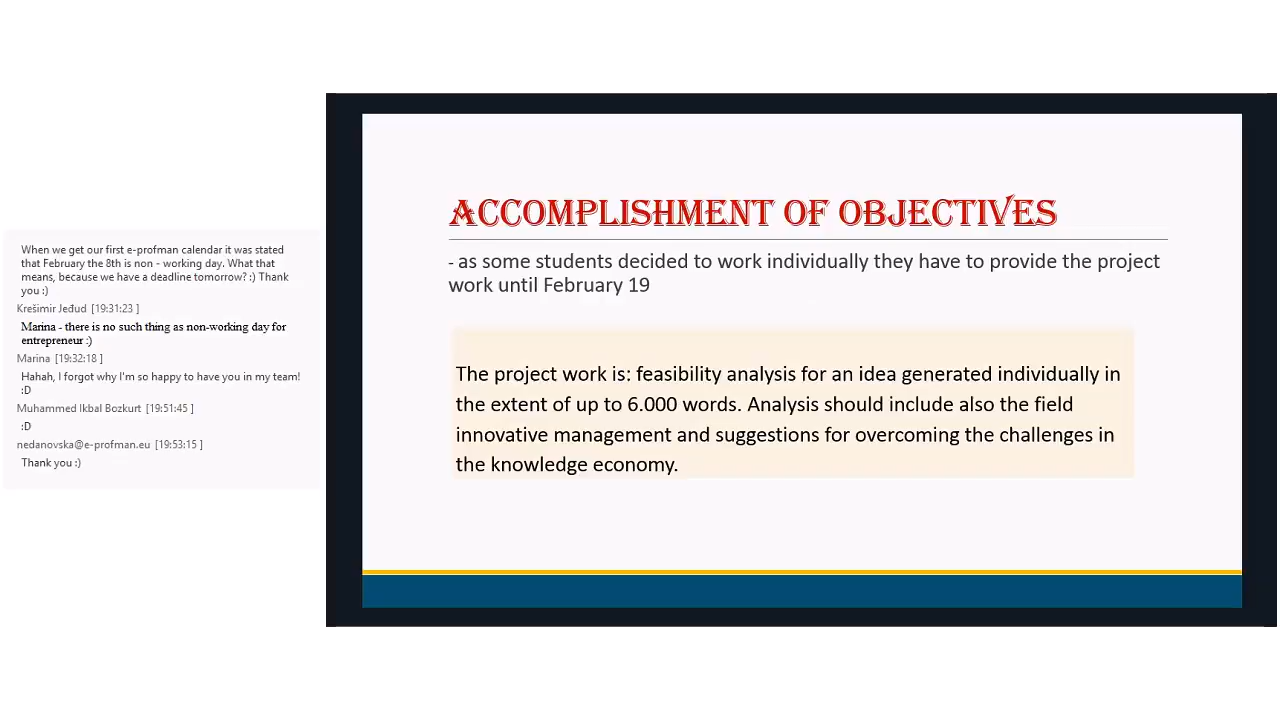 When we get our first e-profman calendar it was stated
that February the 8th is non - working day. What that
means, because we have a deadline tomorrow? :) Thank
you :)
Krešimir Jeđud [19:31:23 ]
Marina - there is no such thing as non-working day for
entrepreneur :)
Marina [19:32:18 ]
Hahah, I forgot why I'm so happy to have you in my team!
:D
Muhammed Ikbal Bozkurt [19:51:45 ]
:D
nedanovska@e-profman.eu [19:53:15 ]
Thank you :)
ACCOMPLISHMENT OF OBJECTIVES
- as some students decided to work individually they have to provide the project
work until February 19
The project work is: feasibility analysis for an idea generated individually in
the extent of up to 6.000 words. Analysis should include also the field
innovative management and suggestions for overcoming the challenges in
the knowledge economy.